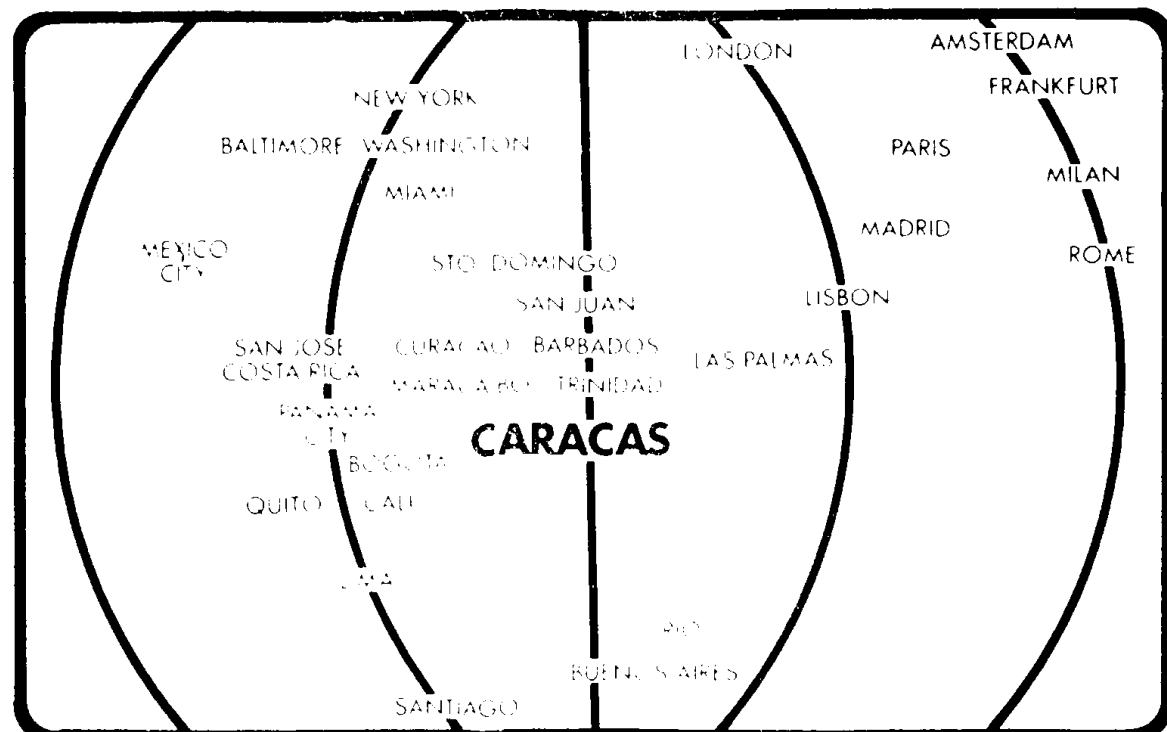 LONDON
AMSTERDAM
FRANKFURT
NEW YORK
BALTIMORE WASHINGTON
PARIS
MILAN
MIAMI
MADRID
MEXICO
CITY
ROME
STO DOMINGO
LISBON
SAN JUAN
SAN JOSE
COSTA RICA
CURACAO
BARBADOS
LAS PALMAS
MARACAIBO
TRINIDAD
PANAMA
CITY
CARACAS
BOGOTA
QUITO
CALI
LIMA
RIO
BUENOS AIRES
SANTIAGO